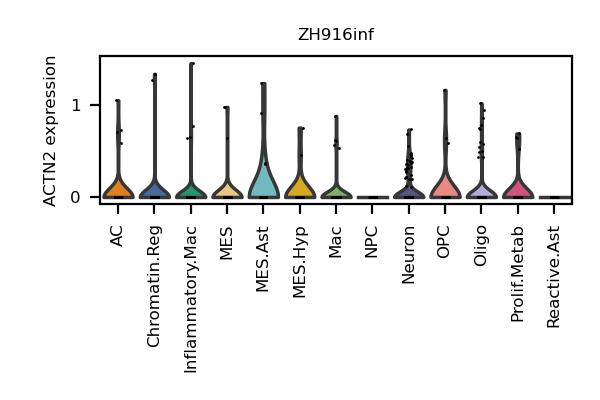 ZH916inf
ACTN2 expression
1
0
AC
Chromatin.Reg
Inflammatory.Mac
MES
MES.Ast
MES.Hyp
Mac
NPC
Neuron
OPC
Oligo
Prolif.Metab
Reactive.Ast